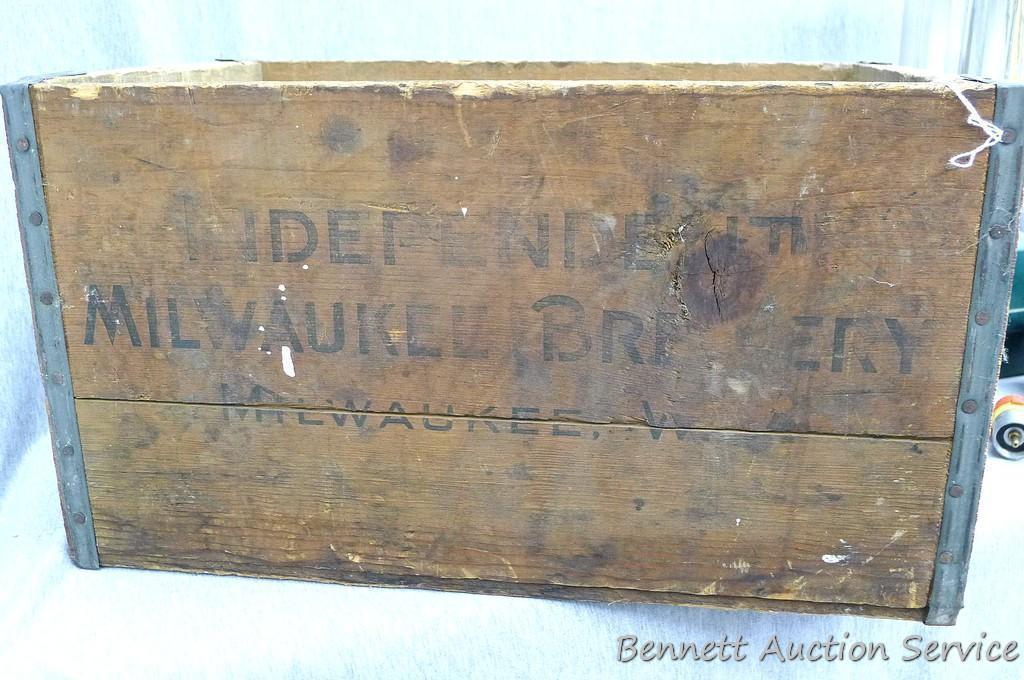 INDEPENDENT
MILWAUKEE BREWERY
MILWAUKEE, W
Bennett Auction Service